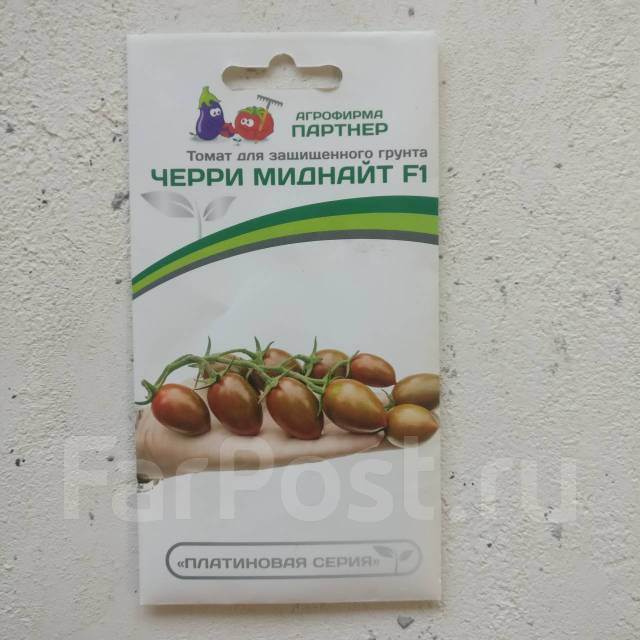 АГРОФИРМА
ПАРТНЕР
Томат для защищенного грунта
ЧЕРРИ МИДНАЙТ F1
FarPost.ru
«ПЛАТИНОВАЯ СЕРИЯ»